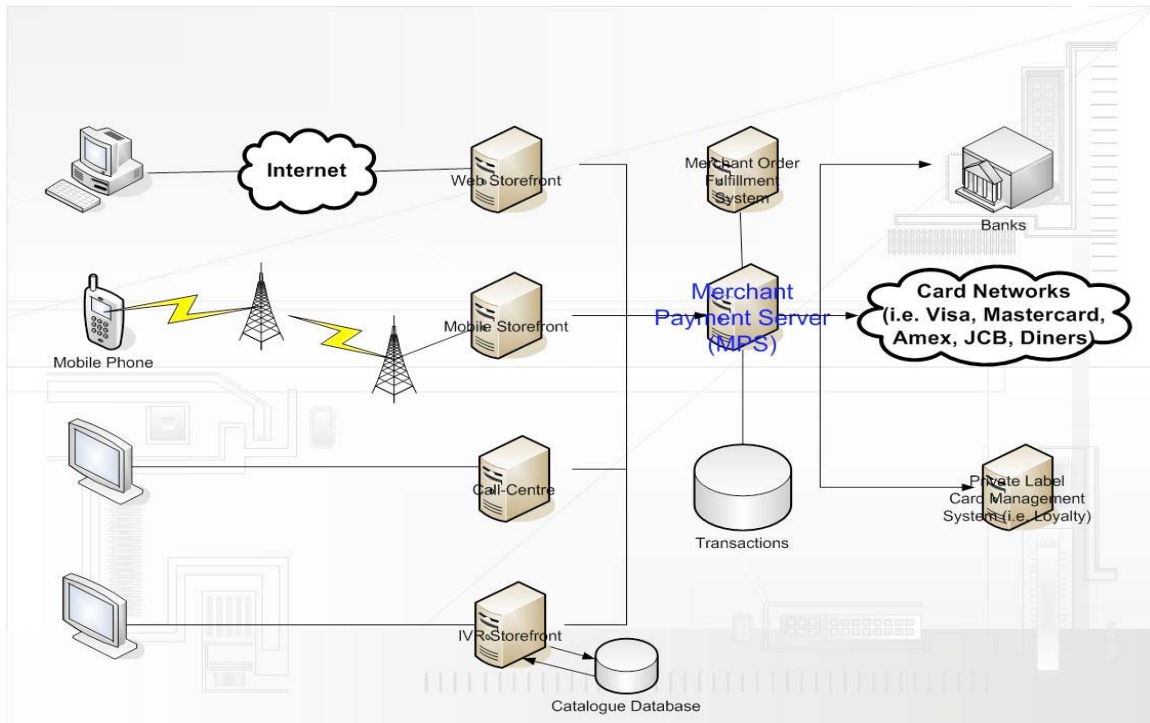 Internet
Web Storefront
Merchant Order
Fulfillment
System
Banks
Mobile Phone
Mobile Storefront
Merchant
Payment Server
(MPS)
Card Networks
(i.e. Visa, Mastercard,
Amex, JCB, Diners)
Call-Centre
Transactions
Private Label
Card Management
System (i.e. Loyalty)
IVR Storefront
Catalogue Database